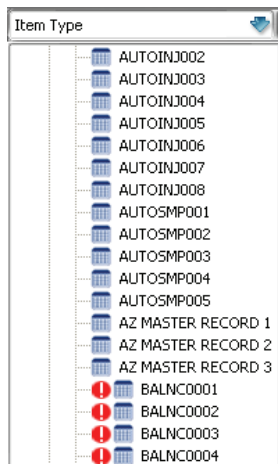 Item Type
AUTOINJ002
AUTOINJ003
AUTOINJ004
AUTOINJ005
AUTOINJ006
AUTOINJ007
AUTOINJ008
AUTOSMP001
AUTOSMP002
AUTOSMP003
AUTOSMP004
AUTOSMP005
AZ MASTER RECORD 1
AZ MASTER RECORD 2
AZ MASTER RECORD 3
BALNC0001
BALNC0002
BALNC0003
BALNC0004